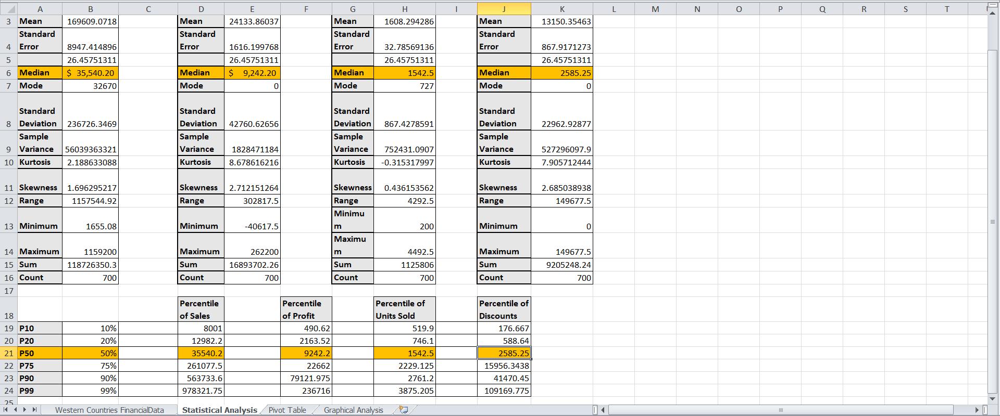 A B C D E F G H I J K L M N O P Q R S T
3 Mean 169609.0718 Mean 24133.86037 Mean 1608.294286 Mean 13150.35463
Standard Standard Standard Standard
4 Error 8947.414896 Error 1616.199768 Error 32.78569136 Error 867.9171273
5 26.45751311 26.45751311 26.45751311 26.45751311
6 Median $ 35,540.20 Median $ 9,242.20 Median 1542.5 Median 2585.25
7 Mode 32670 Mode 0 Mode 727 Mode 0
Standard Standard Standard Standard
8 Deviation 236726.3469 Deviation 42760.62656 Deviation 867.4278591 Deviation 22962.92877
Sample Sample Sample Sample
9 Variance 56039363321 Variance 1828471184 Variance 752431.0907 Variance 527296097.9
10 Kurtosis 2.188633088 Kurtosis 8.678616216 Kurtosis -0.315317997 Kurtosis 7.905712444
11 Skewness 1.696295217 Skewness 2.712151264 Skewness 0.436153562 Skewness 2.685038938
12 Range 1157544.92 Range 302817.5 Range 4292.5 Range 149677.5
Minimu
13 Minimum 1655.08 Minimum -40617.5 m 200 Minimum 0
Maximu
14 Maximum 1159200 Maximum 262200 m 4492.5 Maximum 149677.5
15 Sum 118726350.3 Sum 16893702.26 Sum 1125806 Sum 9205248.24
16 Count 700 Count 700 Count 700 Count 700
17
Percentile Percentile Percentile of Percentile of
18 of Sales of Profit Units Sold Discounts
19 P10 10% 8001 490.62 519.9 176.667
20 P20 20% 12982.2 2163.52 746.1 588.64
21 P50 50% 35540.2 9242.2 1542.5 2585.25
22 P75 75% 261077.5 22662 2229.125 15956.3438
23 P90 90% 563733.6 79121.975 2761.2 41470.45
24 P99 99% 978321.75 236716 3875.205 109169.775
25
Western Countries FinancialData Statistical Analysis Pivot Table Graphical Analysis